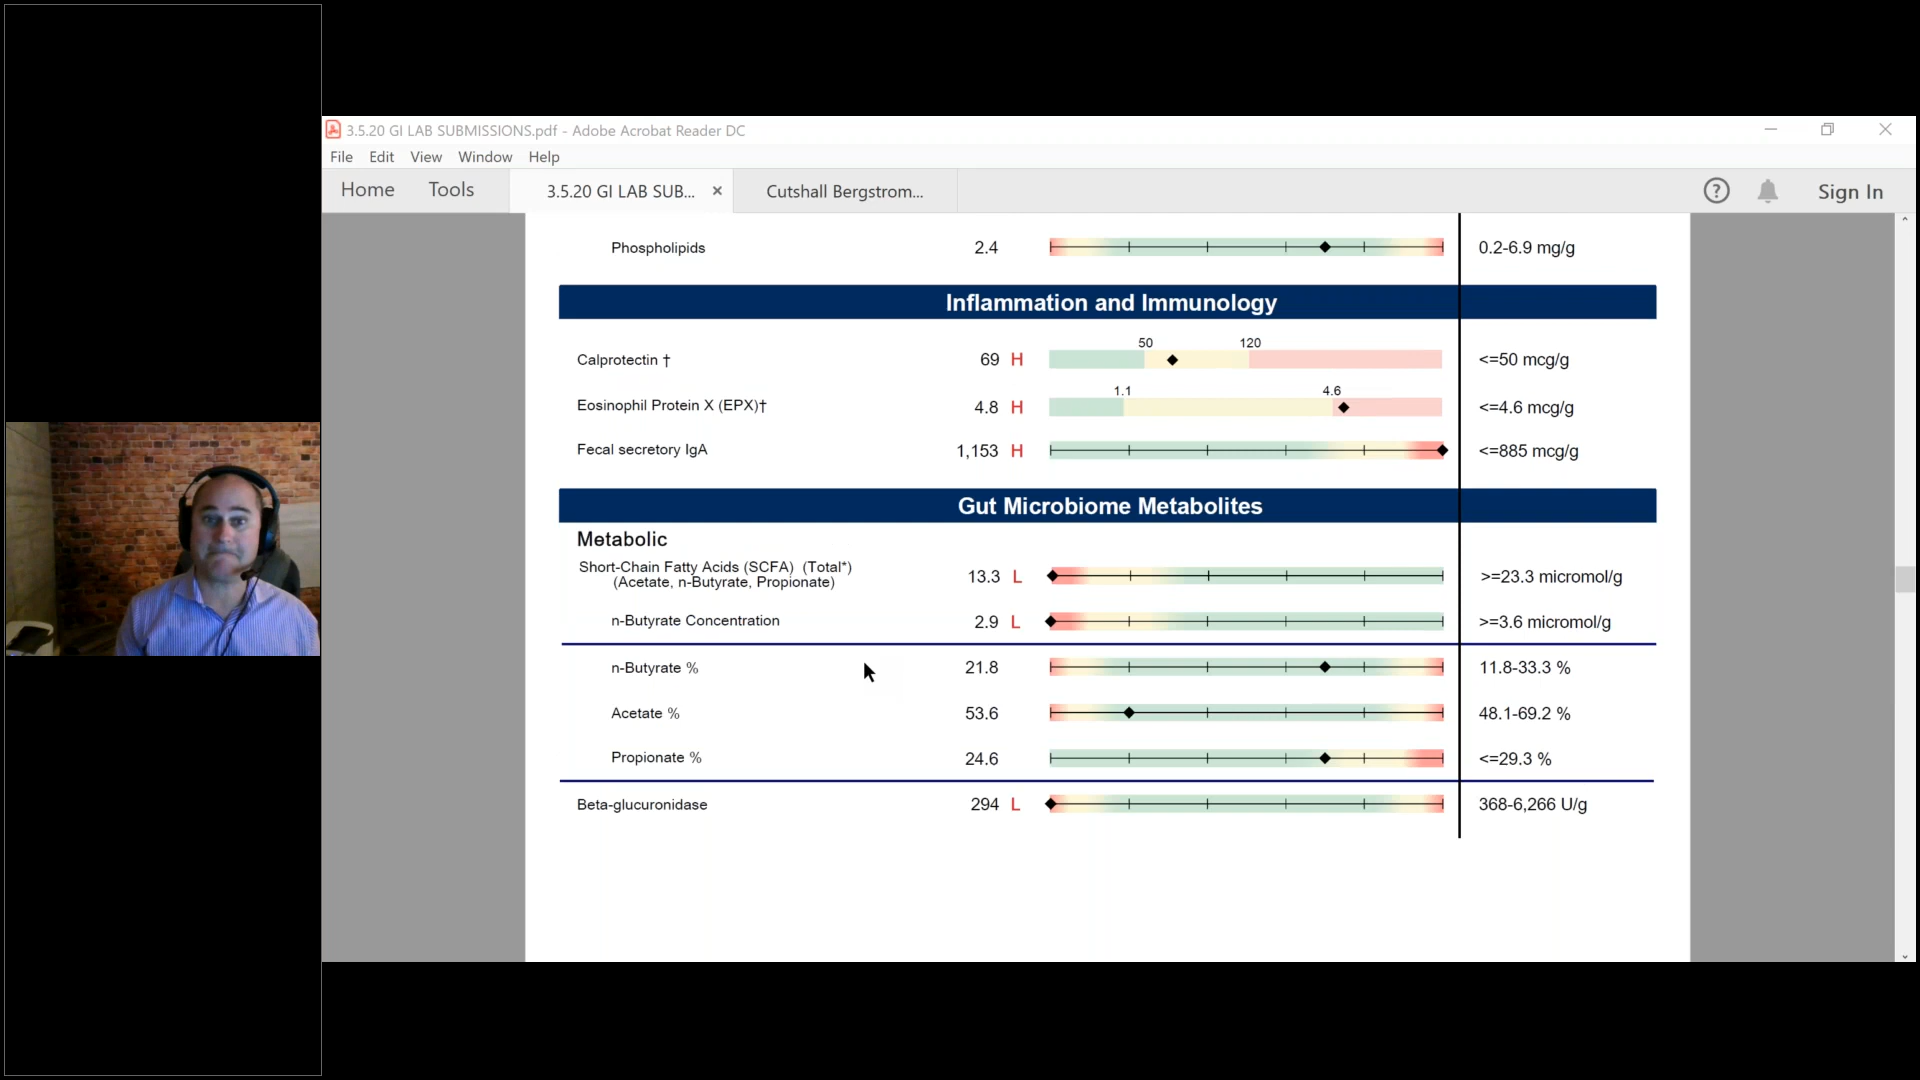 3.5.20 GI LAB SUBMISSIONS.pdf - Adobe Acrobat Reader DC
File Edit View Window Help
Home Tools 3.5.20 GI LAB SUB... × Cutshall Bergstrom... ? Sign In
Phospholipids 2.4 0.2-6.9 mg/g
Inflammation and Immunology
50 120
Calprotectin † 69 H <=50 mcg/g
1.1 4.6
Eosinophil Protein X (EPX)† 4.8 H <=4.6 mcg/g
Fecal secretory IgA 1,153 H <=885 mcg/g
Gut Microbiome Metabolites
Metabolic
Short-Chain Fatty Acids (SCFA) (Total*)
(Acetate, n-Butyrate, Propionate) 13.3 L >=23.3 micromol/g
n-Butyrate Concentration 2.9 L >=3.6 micromol/g
n-Butyrate % 21.8 11.8-33.3 %
Acetate % 53.6 48.1-69.2 %
Propionate % 24.6 <=29.3 %
Beta-glucuronidase 294 L 368-6,266 U/g